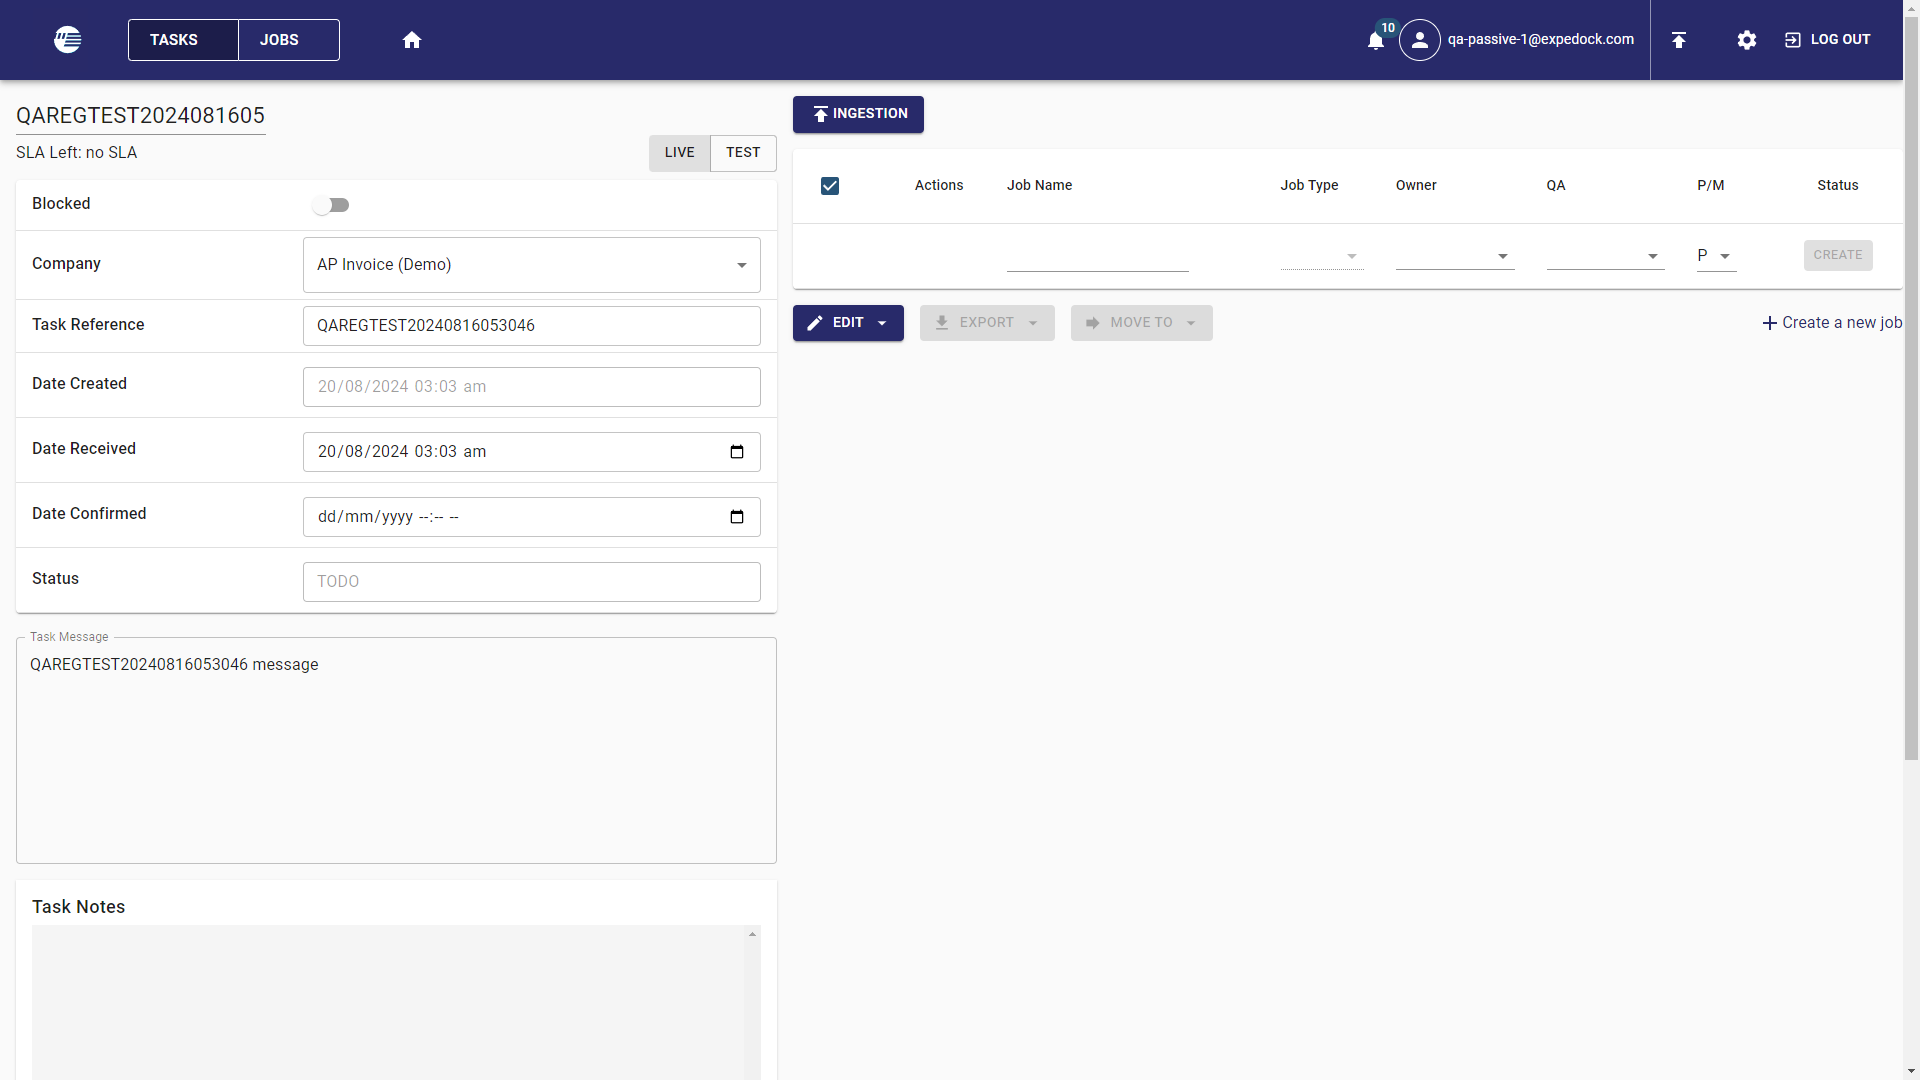 TASKS
JOBS
10
qa-passive-1@expedock.com
LOG OUT
QAREGTEST2024081605
SLA Left: no SLA
LIVE
TEST
Blocked
Company
AP Invoice (Demo)
Task Reference
QAREGTEST20240816053046
Date Created
20/08/2024 03:03 am
Date Received
20/08/2024 03:03 am
Date Confirmed
dd/mm/yyyy --:-- --
Status
TODO
Task Message
QAREGTEST20240816053046 message
Task Notes
INGESTION
Actions
Job Name
Job Type
Owner
QA
P/M
Status
P
CREATE
EDIT
EXPORT
MOVE TO
Create a new job